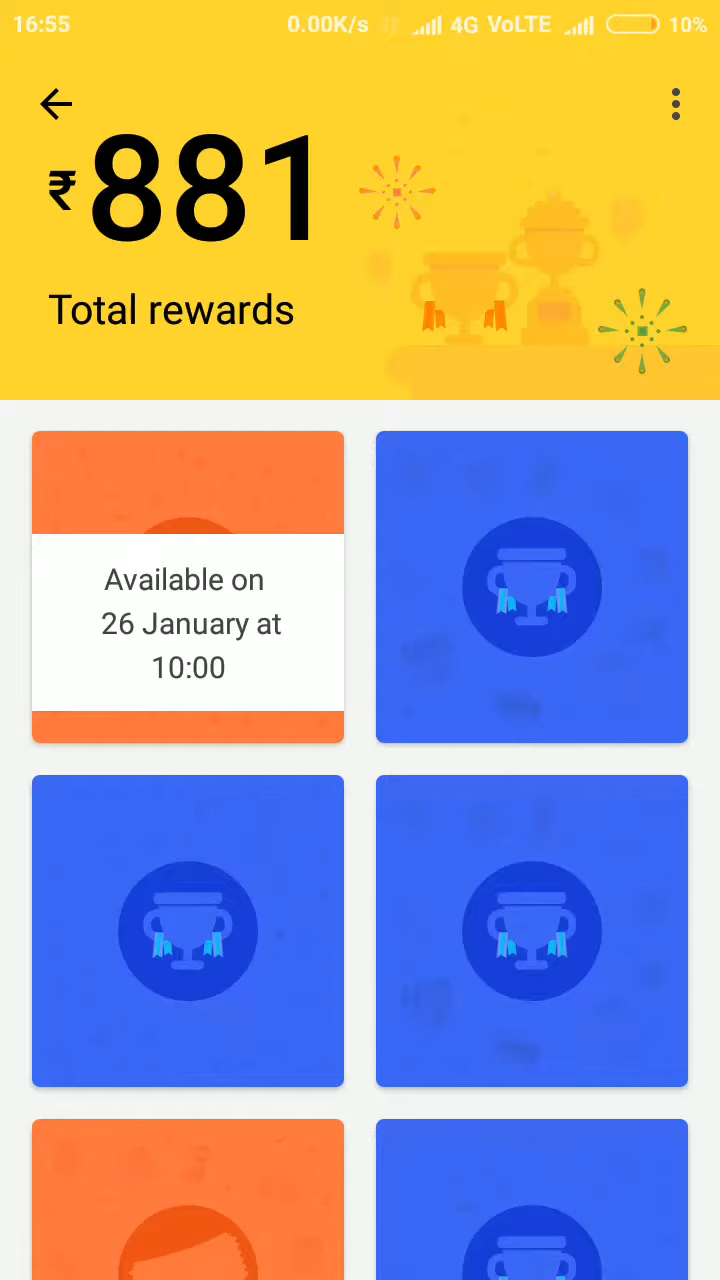 16:55 0.00K/s 4G VoLTE 10%
₹881
Total rewards
Available on
26 January at
10:00